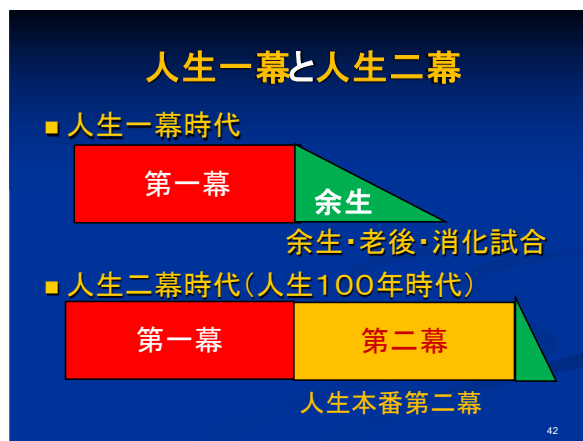 人生一幕と人生二幕
人生一幕時代
第一幕
余生
余生・老後・消化試合
人生二幕時代(人生100年時代)
第一幕
第二幕
人生本番第二幕
42